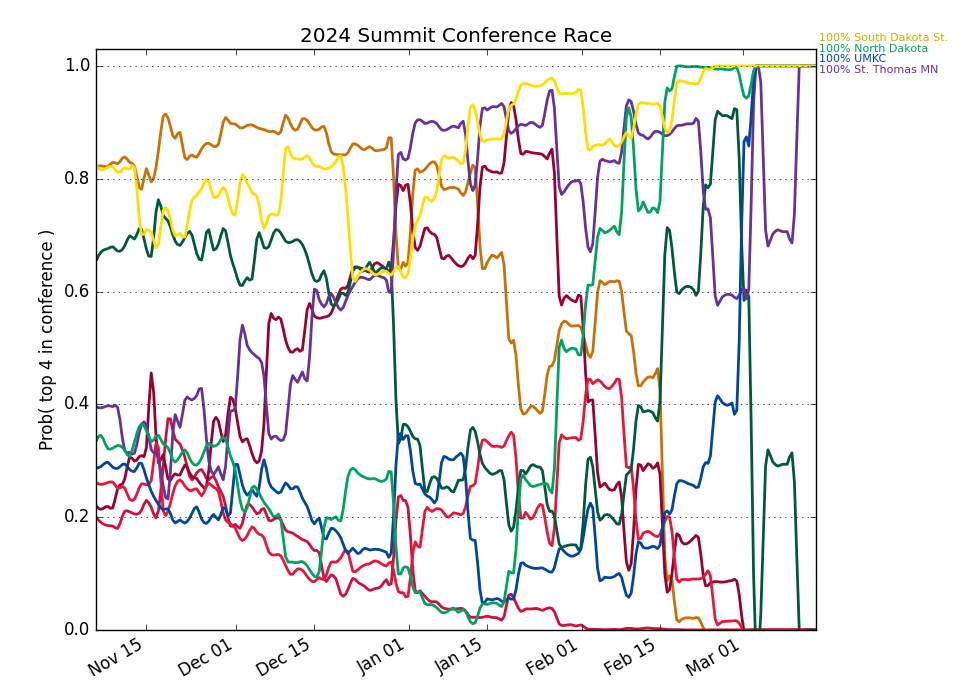 2024 Summit Conference Race
100% South Dakota St.
100% North Dakota
100% UMKC
100% St. Thomas MN
Prob( top 4 in conference )
1.0
0.8
0.6
0.4
0.2
0.0
Nov 15
Dec 01
Dec 15
Jan 01
Jan 15
Feb 01
Feb 15
Mar 01